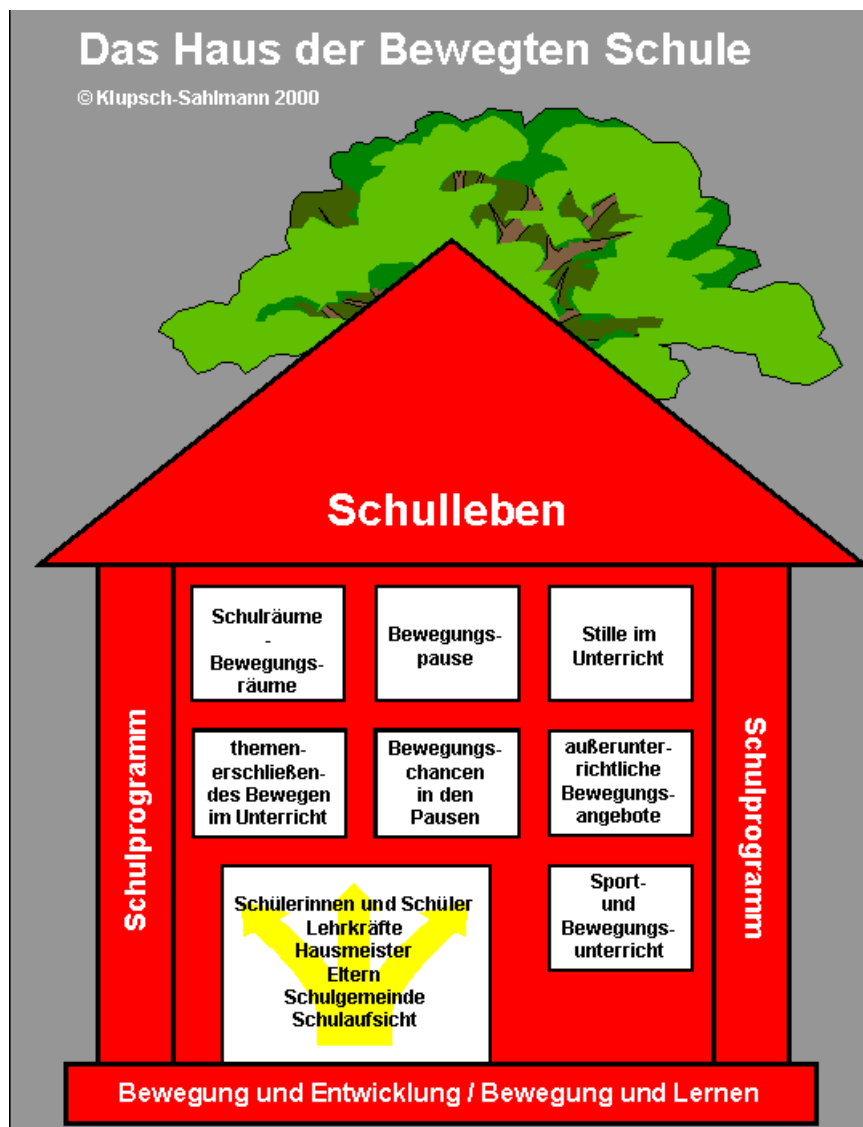 Das Haus der Bewegten Schule
© Klupsch-Sahlmann 2000
Schulleben
Schulräume
-
Bewegungs-
räume
Bewegungs-
pause
Stille im
Unterricht
themen-
erschließen-
des Bewegen
im Unterricht
Bewegungs-
chancen
in den
Pausen
außerunter-
richtliche
Bewegungs-
angebote
Schülerinnen und Schüler
Lehrkräfte
Hausmeister
Eltern
Schulgemeinde
Schulaufsicht
Sport-
und
Bewegungs-
unterricht
Schulprogramm
Schulprogramm
Bewegung und Entwicklung / Bewegung und Lernen